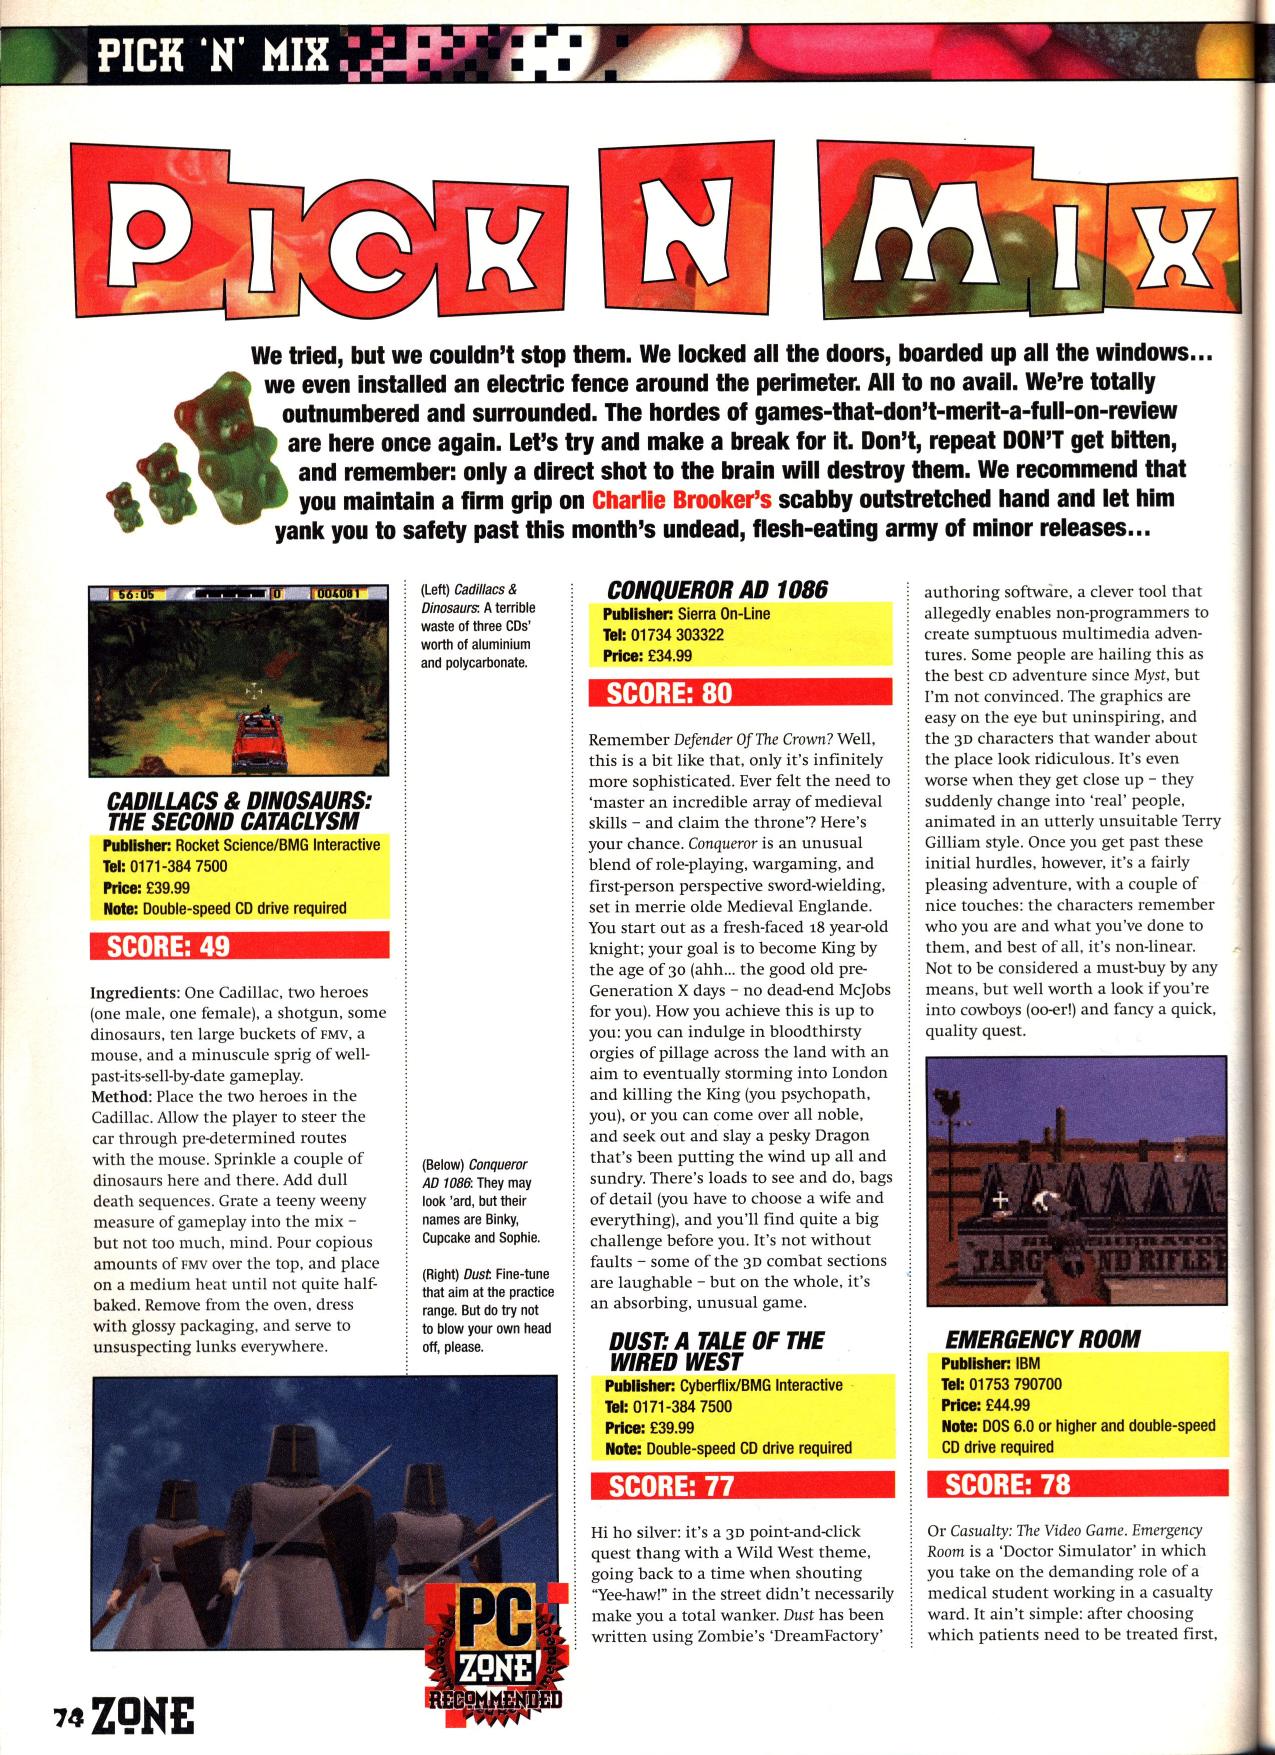 PICK 'N' MIX
PICK N MIX
We tried, but we couldn't stop them. We locked all the doors, boarded up all the windows...
we even installed an electric fence around the perimeter. All to no avail. We're totally
outnumbered and surrounded. The hordes of games-that-don't-merit-a-full-on-review
are here once again. Let's try and make a break for it. Don't, repeat DON'T get bitten,
and remember: only a direct shot to the brain will destroy them. We recommend that
you maintain a firm grip on Charlie Brooker's scabby outstretched hand and let him
yank you to safety past this month's undead, flesh-eating army of minor releases...
56:05
0
004081
CADILLACS & DINOSAURS:
THE SECOND CATACLYSM
Publisher: Rocket Science/BMG Interactive
Tel: 0171-384 7500
Price: £39.99
Note: Double-speed CD drive required
SCORE: 49
Ingredients: One Cadillac, two heroes
(one male, one female), a shotgun, some
dinosaurs, ten large buckets of FMV, a
mouse, and a minuscule sprig of well-
past-its-sell-by-date gameplay.
Method: Place the two heroes in the
Cadillac. Allow the player to steer the
car through pre-determined routes
with the mouse. Sprinkle a couple of
dinosaurs here and there. Add dull
death sequences. Grate a teeny weeny
measure of gameplay into the mix –
but not too much, mind. Pour copious
amounts of FMV over the top, and place
on a medium heat until not quite half-
baked. Remove from the oven, dress
with glossy packaging, and serve to
unsuspecting lunks everywhere.
(Left) Cadillacs &
Dinosaurs: A terrible
waste of three CDs'
worth of aluminium
and polycarbonate.
(Below) Conqueror
AD 1086: They may
look 'ard, but their
names are Binky,
Cupcake and Sophie.
(Right) Dust: Fine-tune
that aim at the practice
range. But do try not
to blow your own head
off, please.
PC
ZONE
RECOMMENDED
CONQUEROR AD 1086
Publisher: Sierra On-Line
Tel: 01734 303322
Price: £34.99
SCORE: 80
Remember Defender Of The Crown? Well,
this is a bit like that, only it's infinitely
more sophisticated. Ever felt the need to
'master an incredible array of medieval
skills – and claim the throne'? Here's
your chance. Conqueror is an unusual
blend of role-playing, wargaming, and
first-person perspective sword-wielding,
set in merrie olde Medieval Englande.
You start out as a fresh-faced 18 year-old
knight; your goal is to become King by
the age of 30 (ahh... the good old pre-
Generation X days – no dead-end McJobs
for you). How you achieve this is up to
you: you can indulge in bloodthirsty
orgies of pillage across the land with an
aim to eventually storming into London
and killing the King (you psychopath,
you), or you can come over all noble,
and seek out and slay a pesky Dragon
that's been putting the wind up all and
sundry. There's loads to see and do, bags
of detail (you have to choose a wife and
everything), and you'll find quite a big
challenge before you. It's not without
faults – some of the 3D combat sections
are laughable – but on the whole, it's
an absorbing, unusual game.
DUST: A TALE OF THE
WIRED WEST
Publisher: Cyberflix/BMG Interactive
Tel: 0171-384 7500
Price: £39.99
Note: Double-speed CD drive required
SCORE: 77
Hi ho silver: it's a 3D point-and-click
quest thang with a Wild West theme,
going back to a time when shouting
"Yee-haw!" in the street didn't necessarily
make you a total wanker. Dust has been
written using Zombie's 'DreamFactory'
authoring software, a clever tool that
allegedly enables non-programmers to
create sumptuous multimedia adven-
tures. Some people are hailing this as
the best CD adventure since Myst, but
I'm not convinced. The graphics are
easy on the eye but uninspiring, and
the 3D characters that wander about
the place look ridiculous. It's even
worse when they get close up – they
suddenly change into 'real' people,
animated in an utterly unsuitable Terry
Gilliam style. Once you get past these
initial hurdles, however, it's a fairly
pleasing adventure, with a couple of
nice touches: the characters remember
who you are and what you've done to
them, and best of all, it's non-linear.
Not to be considered a must-buy by any
means, but well worth a look if you're
into cowboys (oo-er!) and fancy a quick,
quality quest.
EMERGENCY ROOM
Publisher: IBM
Tel: 01753 790700
Price: £44.99
Note: DOS 6.0 or higher and double-speed
CD drive required
SCORE: 78
Or Casualty: The Video Game. Emergency
Room is a 'Doctor Simulator' in which
you take on the demanding role of a
medical student working in a casualty
ward. It ain't simple: after choosing
which patients need to be treated first,
74 ZONE